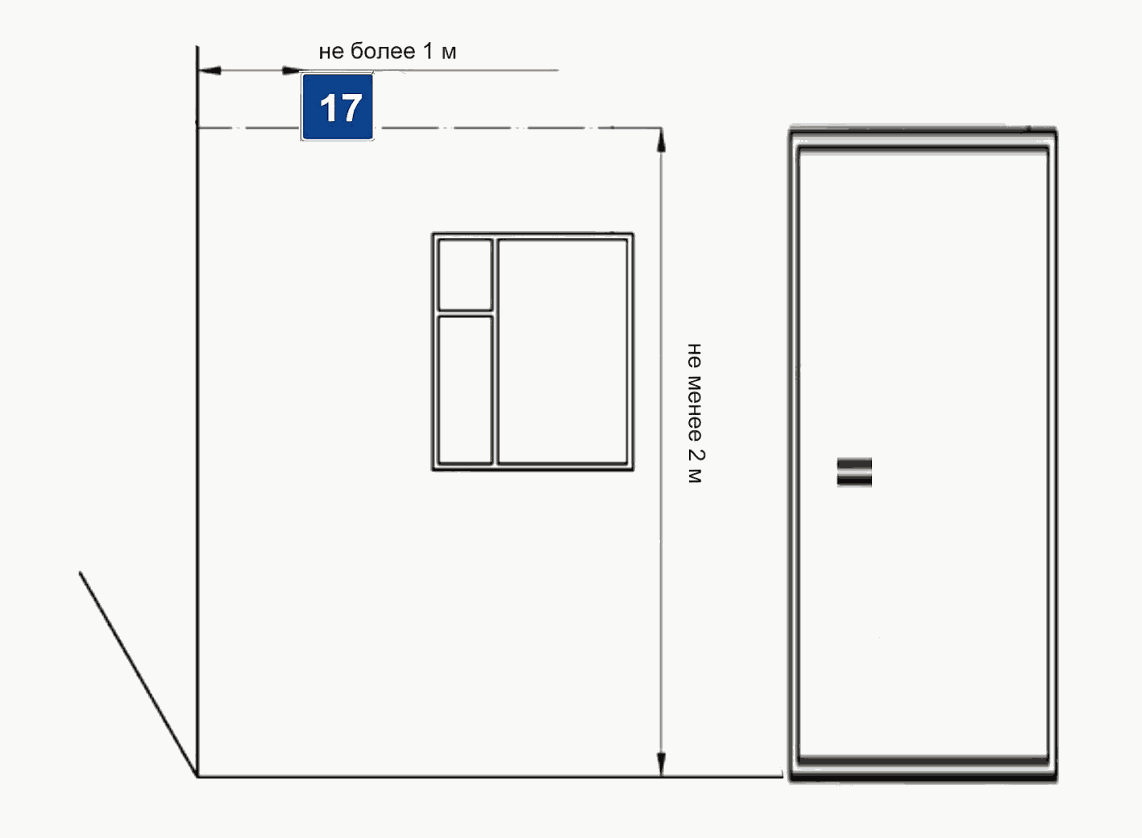 не более 1 м
17
не менее 2 м